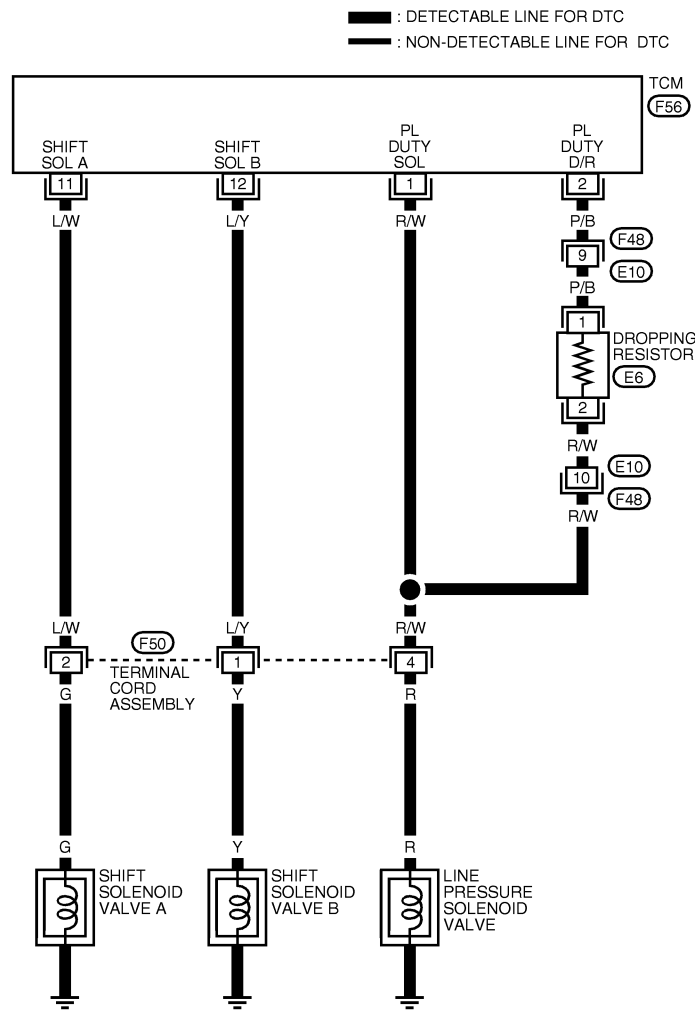 : DETECTABLE LINE FOR DTC
: NON-DETECTABLE LINE FOR DTC
TCM
F56
SHIFT
SOL A
SHIFT
SOL B
PL
DUTY
SOL
PL
DUTY
D/R
11
12
1
2
L/W
L/Y
R/W
P/B
9
F48
E10
P/B
1
DROPPING
RESISTOR
E6
2
R/W
10
E10
F48
R/W
L/W
L/Y
R/W
F50
2
1
4
TERMINAL
CORD
ASSEMBLY
G
Y
R
G
Y
R
SHIFT
SOLENOID
VALVE A
SHIFT
SOLENOID
VALVE B
LINE
PRESSURE
SOLENOID
VALVE